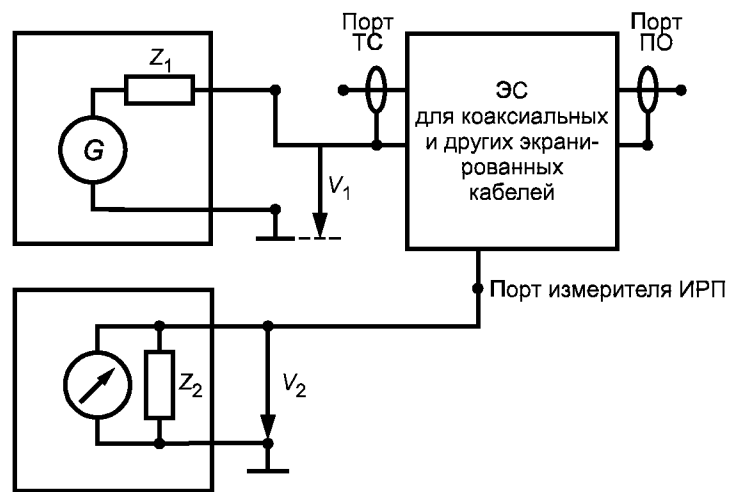 Порт
ТС
Порт
ПО
Z1
G
V1
ЭС
для коаксиальных
и других экрани-
рованных
кабелей
Порт измерителя ИРП
Z2
V2